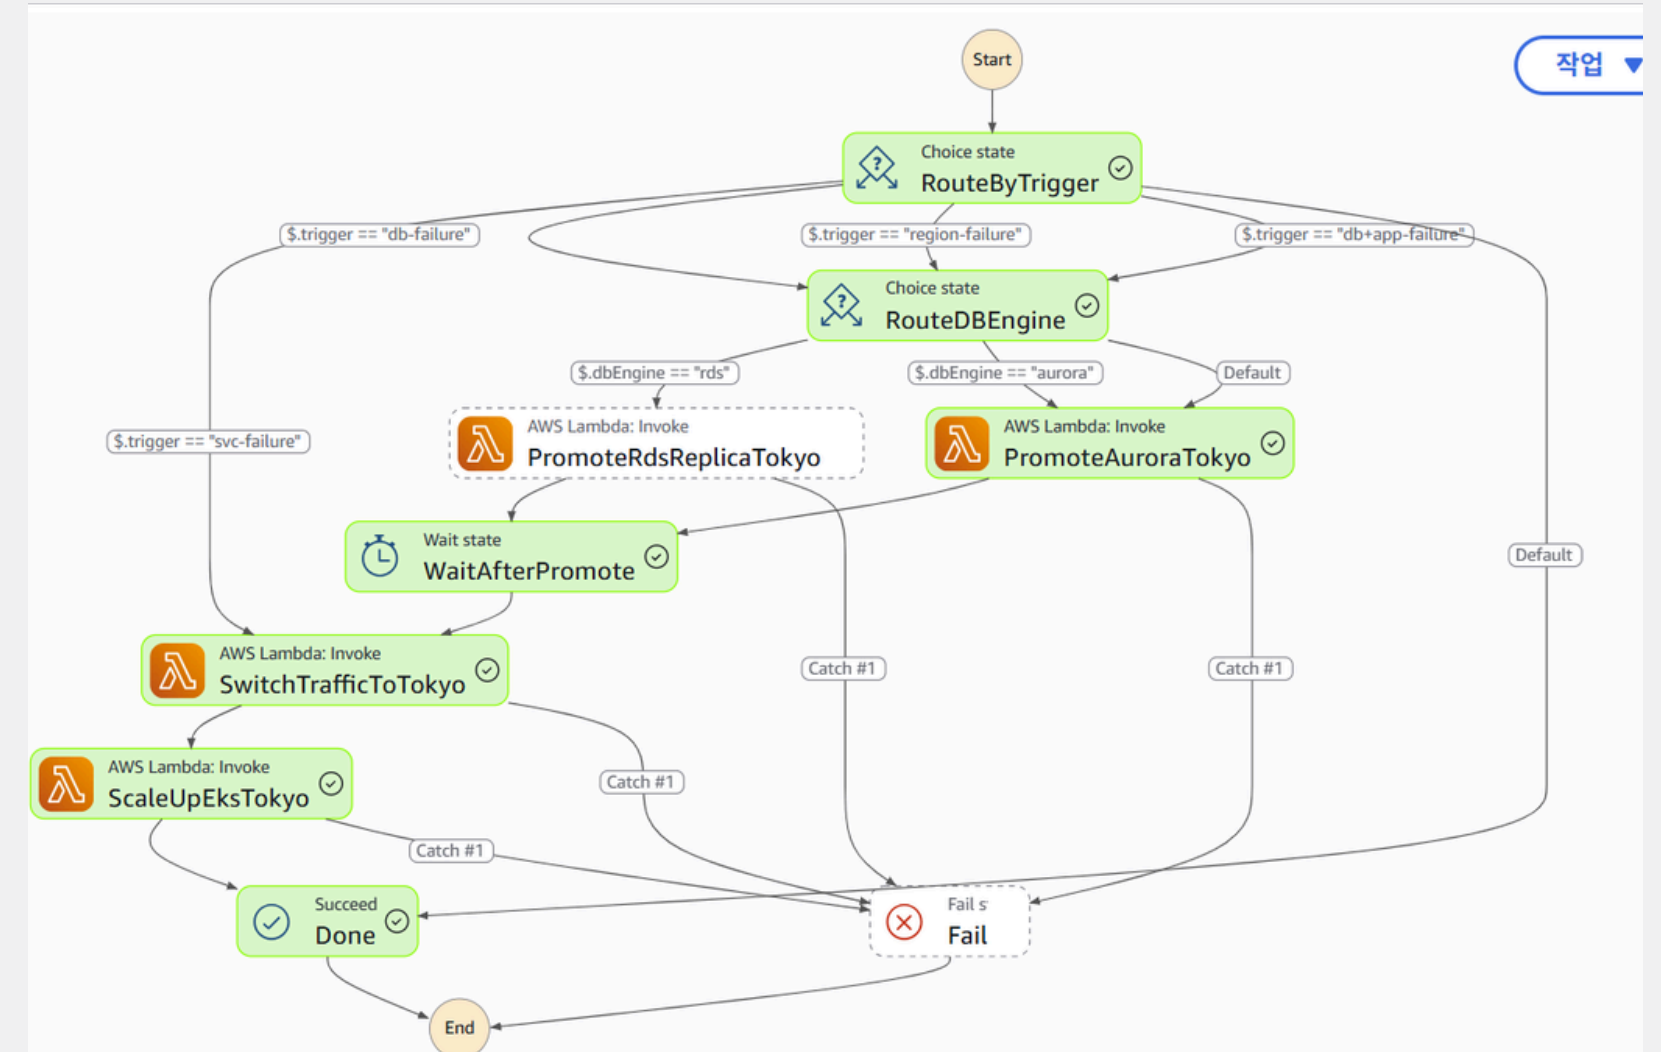 Start
작업
Choice state
RouteByTrigger
$.trigger == "db-failure"
$.trigger == "region-failure"
$.trigger == "db+app-failure"
Choice state
RouteDBEngine
$.dbEngine == "rds"
$.dbEngine == "aurora"
Default
$.trigger == "svc-failure"
AWS Lambda: Invoke
PromoteRdsReplicaTokyo
AWS Lambda: Invoke
PromoteAuroraTokyo
Wait state
WaitAfterPromote
Default
AWS Lambda: Invoke
SwitchTrafficToTokyo
Catch #1
Catch #1
AWS Lambda: Invoke
ScaleUpEksTokyo
Catch #1
Catch #1
Succeed
Done
Fail s
Fail
End